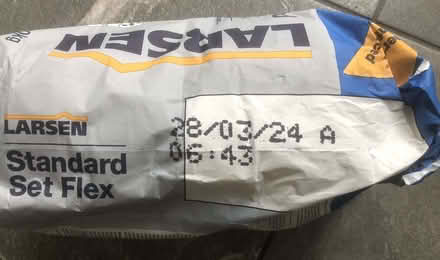 LARSEN
LARSEN
28/03/24 A
06:43
Standard
Set Flex